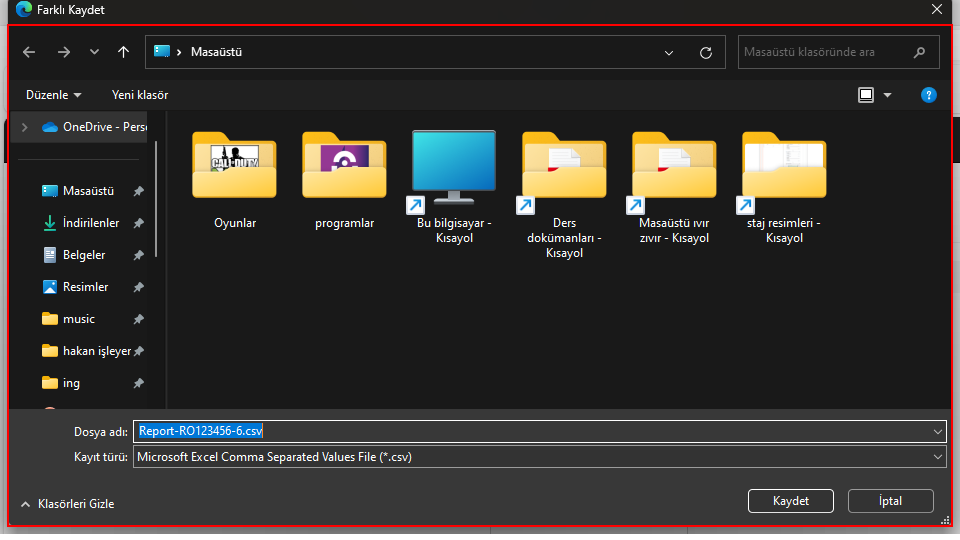 Farklı Kaydet
Masaüstü
Masaüstü klasöründe ara
Düzenle
Yeni klasör
OneDrive - Pers
Masaüstü
İndirilenler
Belgeler
Resimler
music
hakan işleyer
ing
CALL DUTY
Oyunlar
programlar
Bu bilgisayar -
Kısayol
Ders
dokümanları -
Kısayol
Masaüstü ıvır
zıvır - Kısayol
staj resimleri -
Kısayol
Dosya adı:
Report-RO123456-6.csv
Kayıt türü:
Microsoft Excel Comma Separated Values File (*.csv)
Klasörleri Gizle
Kaydet
İptal